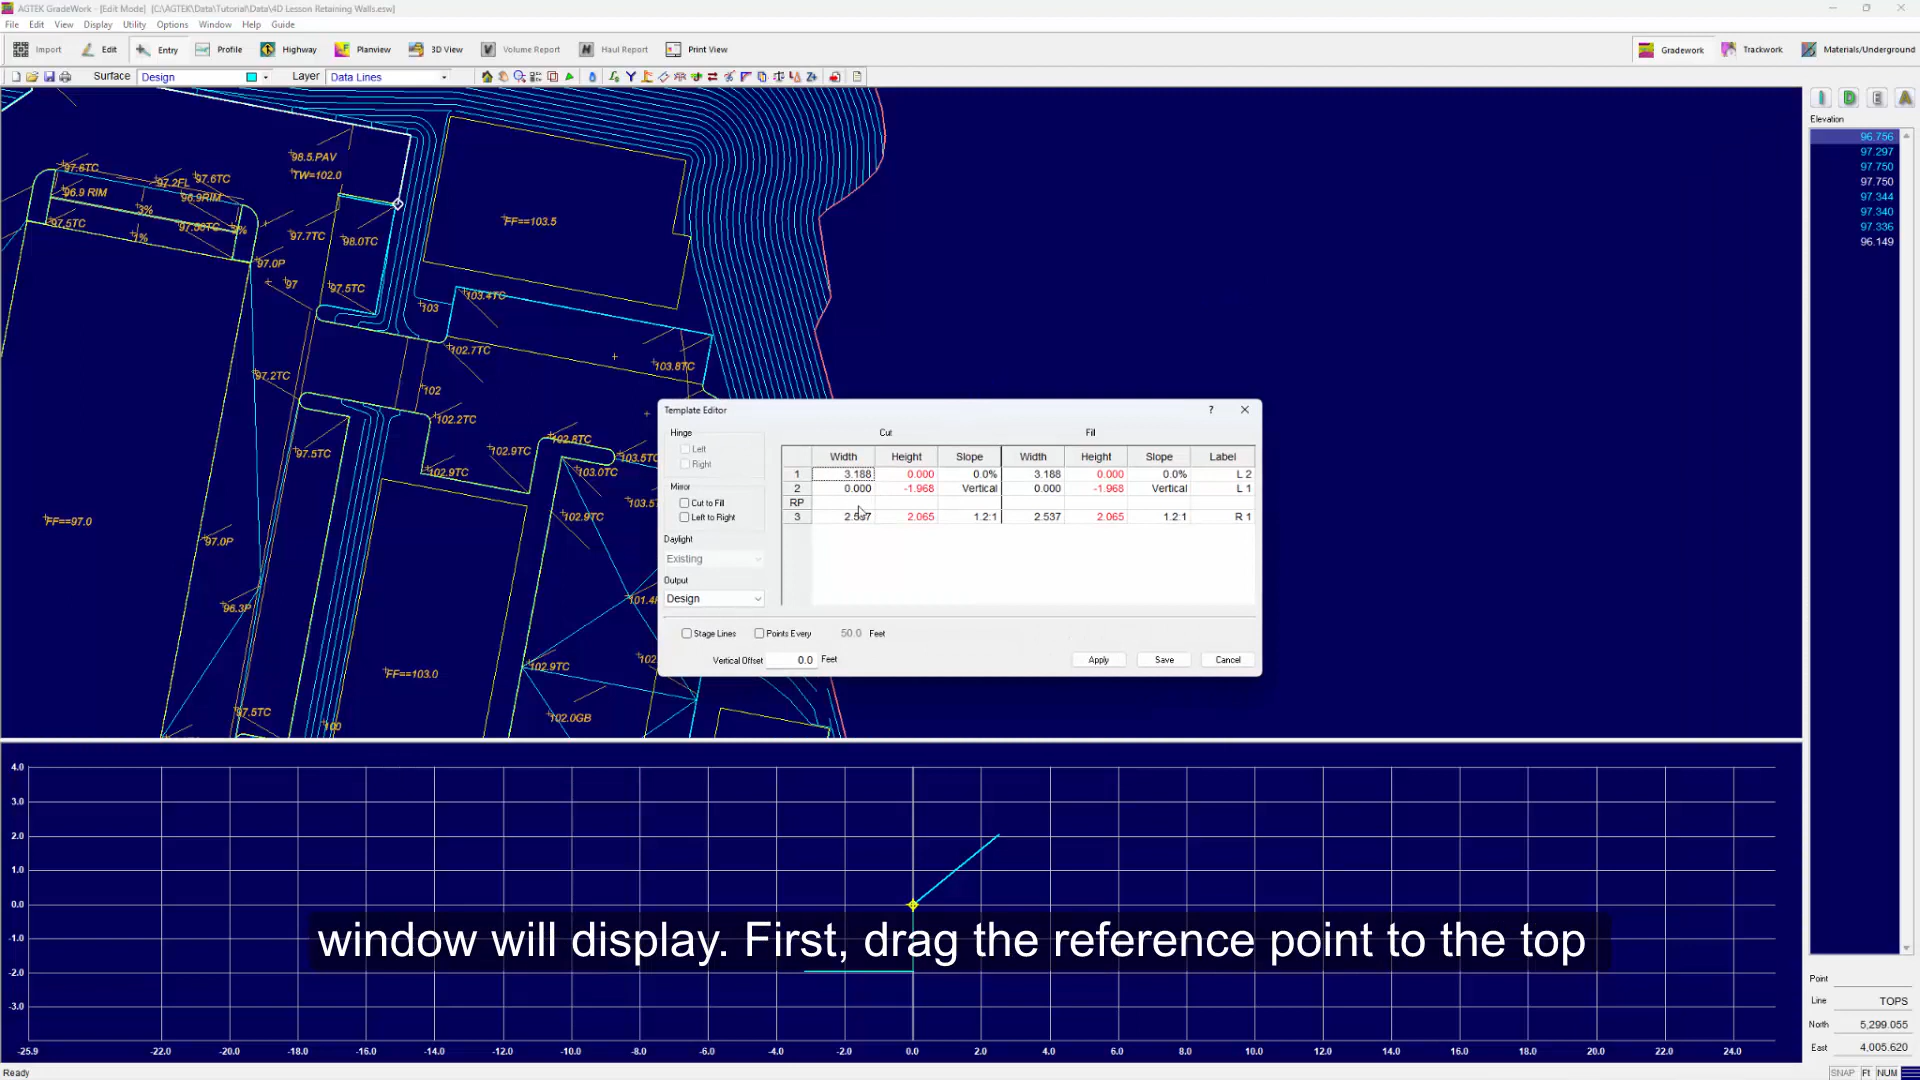 AGTEK GradeWork - [Edit Mode] [C:\AGTEK\Data\Tutorial\Data\4D Lesson Retaining Walls.esw]
File Edit View Display Utility Options Window Help Guide
Import Edit Entry Profile Highway Planview 3D View Volume Report Haul Report Print View Gradework Trackwork Materials/Underground
Surface Design Layer Data Lines
I D E A
Elevation
96.756
97.297
97.750
97.750
97.344
97.340
97.336
96.149
98.5.PAV
TW=102.0
97.6TC
97.2FL
97.6TC
96.9 RIM
96.9RIM
3%
97.5TC
1%
97.7TC
98.0TC
FF==103.5
97.0P
97
97.5TC
103
103.4TC
102.7TC
103.8TC
97.2TC
102
102.2TC
102.9TC
102.8TC
97.5TC
102.9TC
103.0TC
102.9TC
FF==97.0
97.0P
96.3P
102.9TC
FF==103.0
97.5TC
100
102.0GB
Template Editor ? ×
Hinge
Left
Right
Mirror
Cut to Fill
Left to Right
Daylight
Existing
Output
Design
Cut Fill
Width Height Slope Width Height Slope Label
1 3.188 0.000 0.0% 3.188 0.000 0.0% L 2
2 0.000 -1.968 Vertical 0.000 -1.968 Vertical L 1
RP
3 2.537 2.065 1.2:1 2.537 2.065 1.2:1 R 1
Stage Lines Points Every 50.0 Feet
Vertical Offset 0.0 Feet
Apply Save Cancel
4.0
3.0
2.0
1.0
0.0
-1.0
-2.0
-3.0
-25.9 -22.0 -20.0 -18.0 -16.0 -14.0 -12.0 -10.0 -8.0 -6.0 -4.0 -2.0 0.0 2.0 4.0 6.0 8.0 10.0 12.0 14.0 16.0 18.0 20.0 22.0 24.0
window will display. First, drag the reference point to the top
Point
Line TOPS
North 5,299.055
East 4,005.620
Ready
SNAP Ft NUM